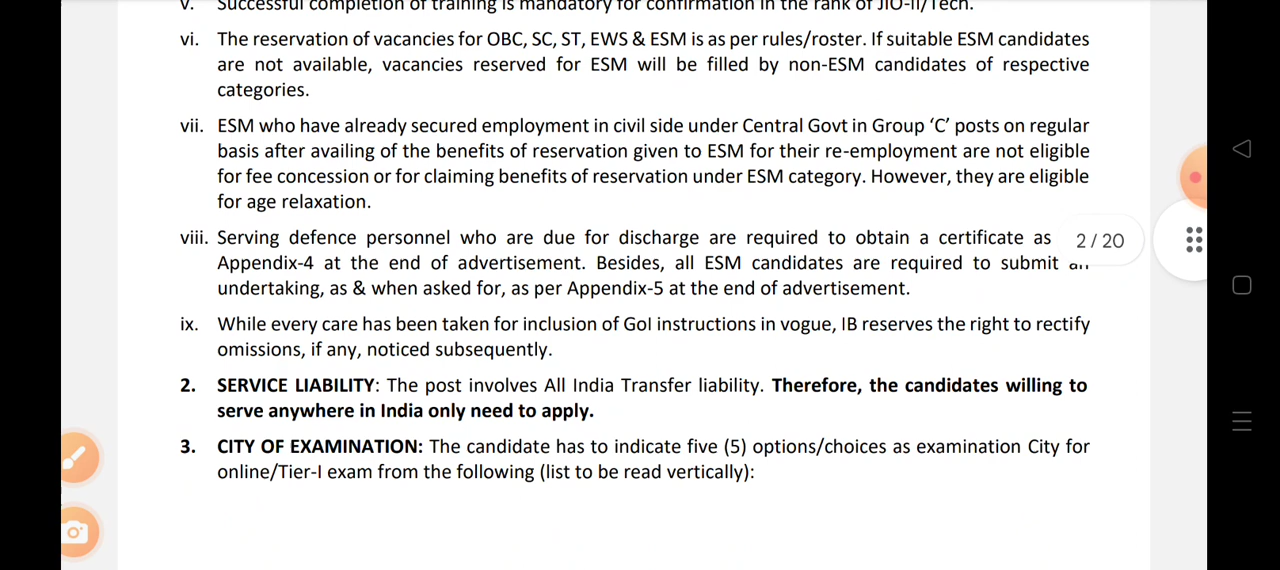 v. Successful completion of training is mandatory for confirmation in the rank of JIO-II/Tech.
vi. The reservation of vacancies for OBC, SC, ST, EWS & ESM is as per rules/roster. If suitable ESM candidates
are not available, vacancies reserved for ESM will be filled by non-ESM candidates of respective
categories.
vii. ESM who have already secured employment in civil side under Central Govt in Group ‘C’ posts on regular
basis after availing of the benefits of reservation given to ESM for their re-employment are not eligible
for fee concession or for claiming benefits of reservation under ESM category. However, they are eligible
for age relaxation.
viii. Serving defence personnel who are due for discharge are required to obtain a certificate as
2 / 20
Appendix-4 at the end of advertisement. Besides, all ESM candidates are required to submit an
undertaking, as & when asked for, as per Appendix-5 at the end of advertisement.
ix. While every care has been taken for inclusion of GoI instructions in vogue, IB reserves the right to rectify
omissions, if any, noticed subsequently.
2. SERVICE LIABILITY: The post involves All India Transfer liability. Therefore, the candidates willing to
serve anywhere in India only need to apply.
3. CITY OF EXAMINATION: The candidate has to indicate five (5) options/choices as examination City for
online/Tier-I exam from the following (list to be read vertically):